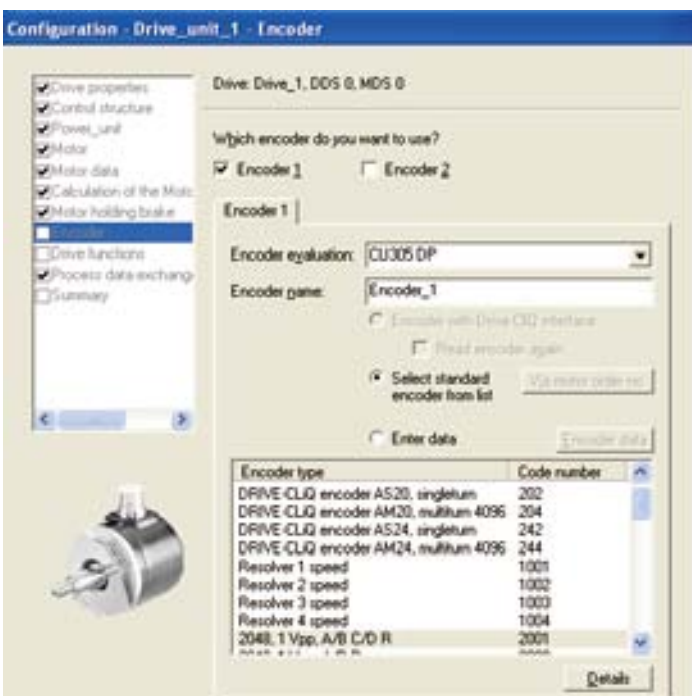 Configuration - Drive_unit_1 - Encoder
Drive properties
Control structure
Power_unit
Motor
Motor data
Calculation of the Moto
Motor holding brake
Encoder
Drive functions
Process data exchang
Summary
Drive: Drive_1, DDS 0, MDS 0
Which encoder do you want to use?
Encoder 1
Encoder 2
Encoder 1
Encoder evaluation: CU305 DP
Encoder name: Encoder_1
Encoder with Drive-CliQ interface
Read encoder again
Select standard
encoder from list
Via motor order no.
Enter data
Encoder data
Encoder type Code number
DRIVE-CLiQ encoder AS20, singleturn 202
DRIVE-CLiQ encoder AM20, multiturn 4096 204
DRIVE-CLiQ encoder AS24, singleturn 242
DRIVE-CLiQ encoder AM24, multiturn 4096 244
Resolver 1 speed 1001
Resolver 2 speed 1002
Resolver 3 speed 1003
Resolver 4 speed 1004
2048, 1 Vpp, A/B C/D R 2001
Details